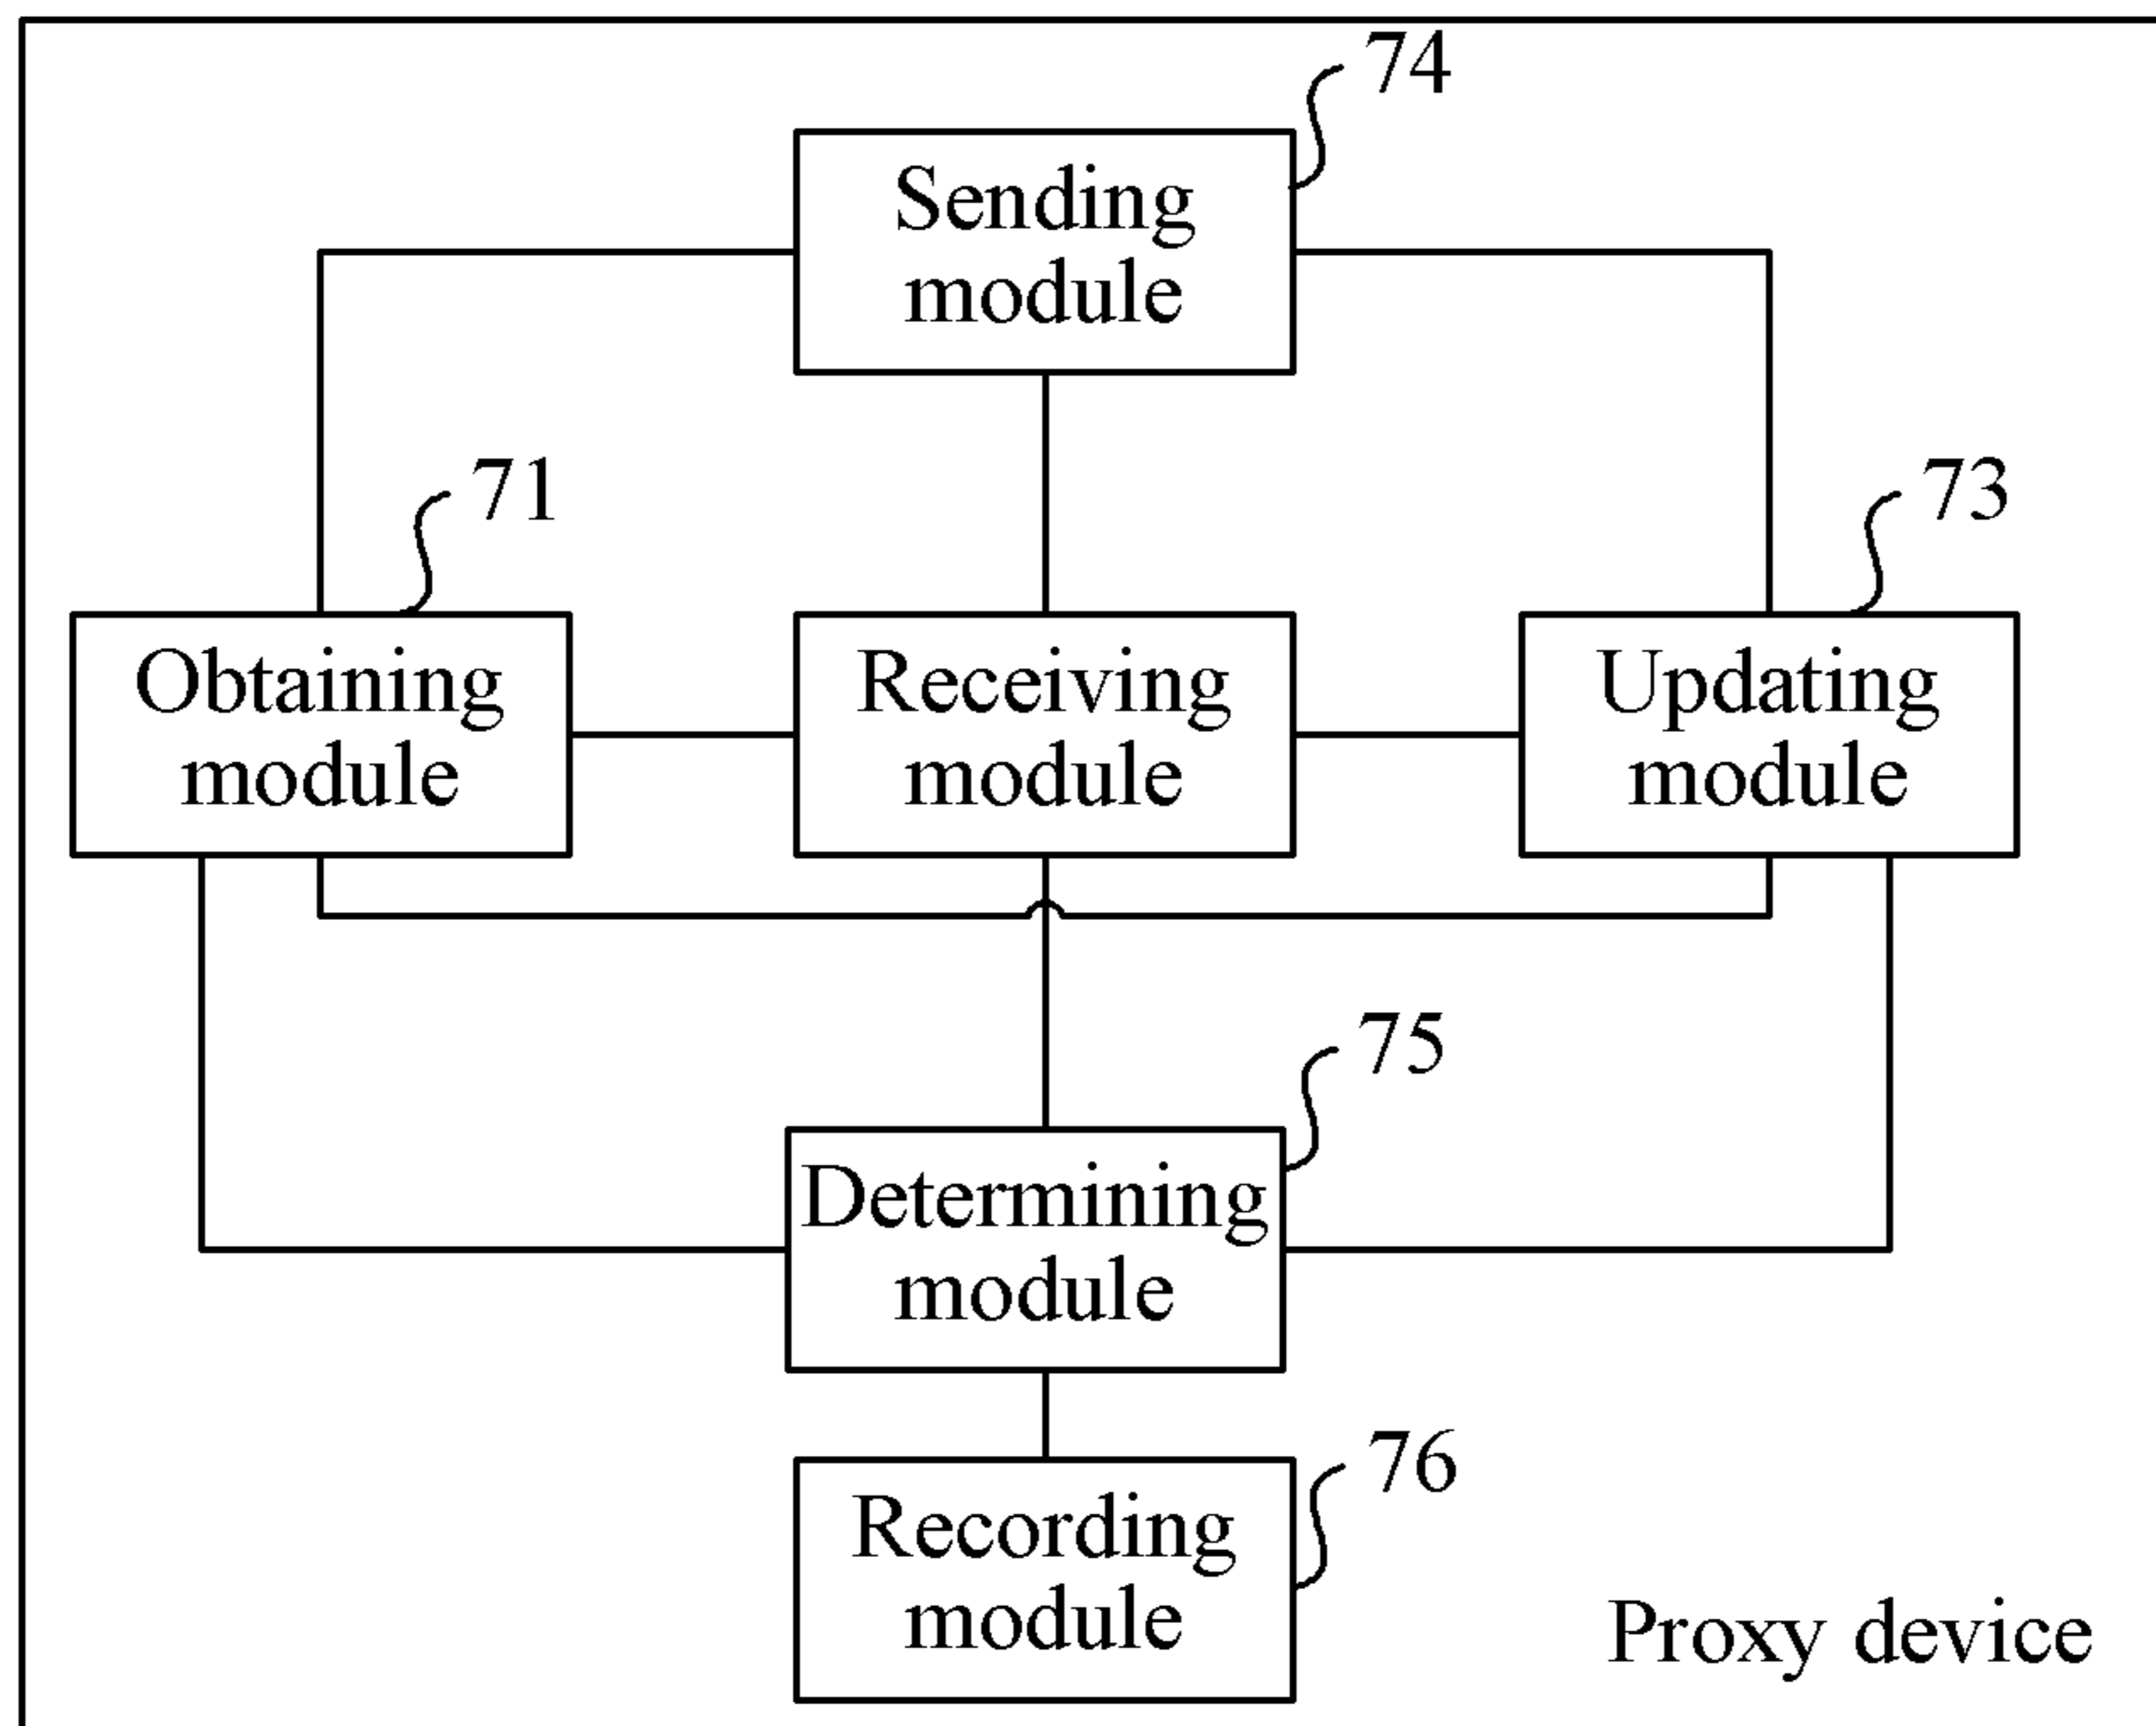 74
Sending
module
71
73
Obtaining
module
Receiving
module
Updating
module
75
Determining
module
76
Recording
module
Proxy device